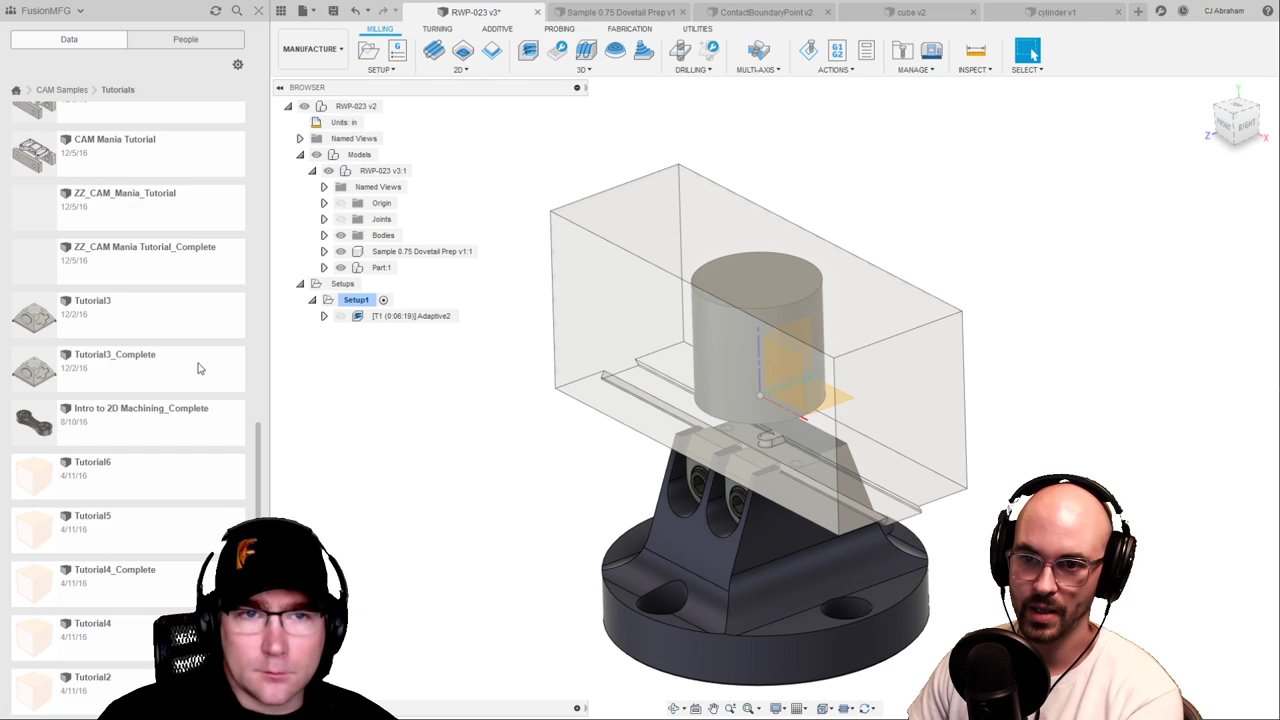 FusionMFG
RWP-023 v3*
Sample 0.75 Dovetail Prep v1*
ContactBoundaryPoint v2
cube v2
cylinder v1
CJ Abraham
Data
People
MILLING
TURNING
ADDITIVE
PROBING
FABRICATION
UTILITIES
MANUFACTURE
G
G1
G2
SETUP
2D
3D
DRILLING
MULTI-AXIS
ACTIONS
MANAGE
INSPECT
SELECT
CAM Samples
Tutorials
CAM Mania Tutorial
12/5/16
ZZ_CAM_Mania_Tutorial
12/5/16
ZZ_CAM Mania Tutorial_Complete
12/5/16
Tutorial3
12/2/16
Tutorial3_Complete
12/2/16
Intro to 2D Machining_Complete
8/10/16
Tutorial6
4/11/16
Tutorial5
4/11/16
Tutorial4_Complete
4/11/16
Tutorial4
4/11/16
Tutorial2
4/11/16
BROWSER
RWP-023 v2
Units: in
Named Views
Models
RWP-023 v3:1
Named Views
Origin
Joints
Bodies
Sample 0.75 Dovetail Prep v1:1
Part:1
Setups
Setup1
[T1 (0:06:19)] Adaptive2
Y
FRONT
RIGHT
Z
X